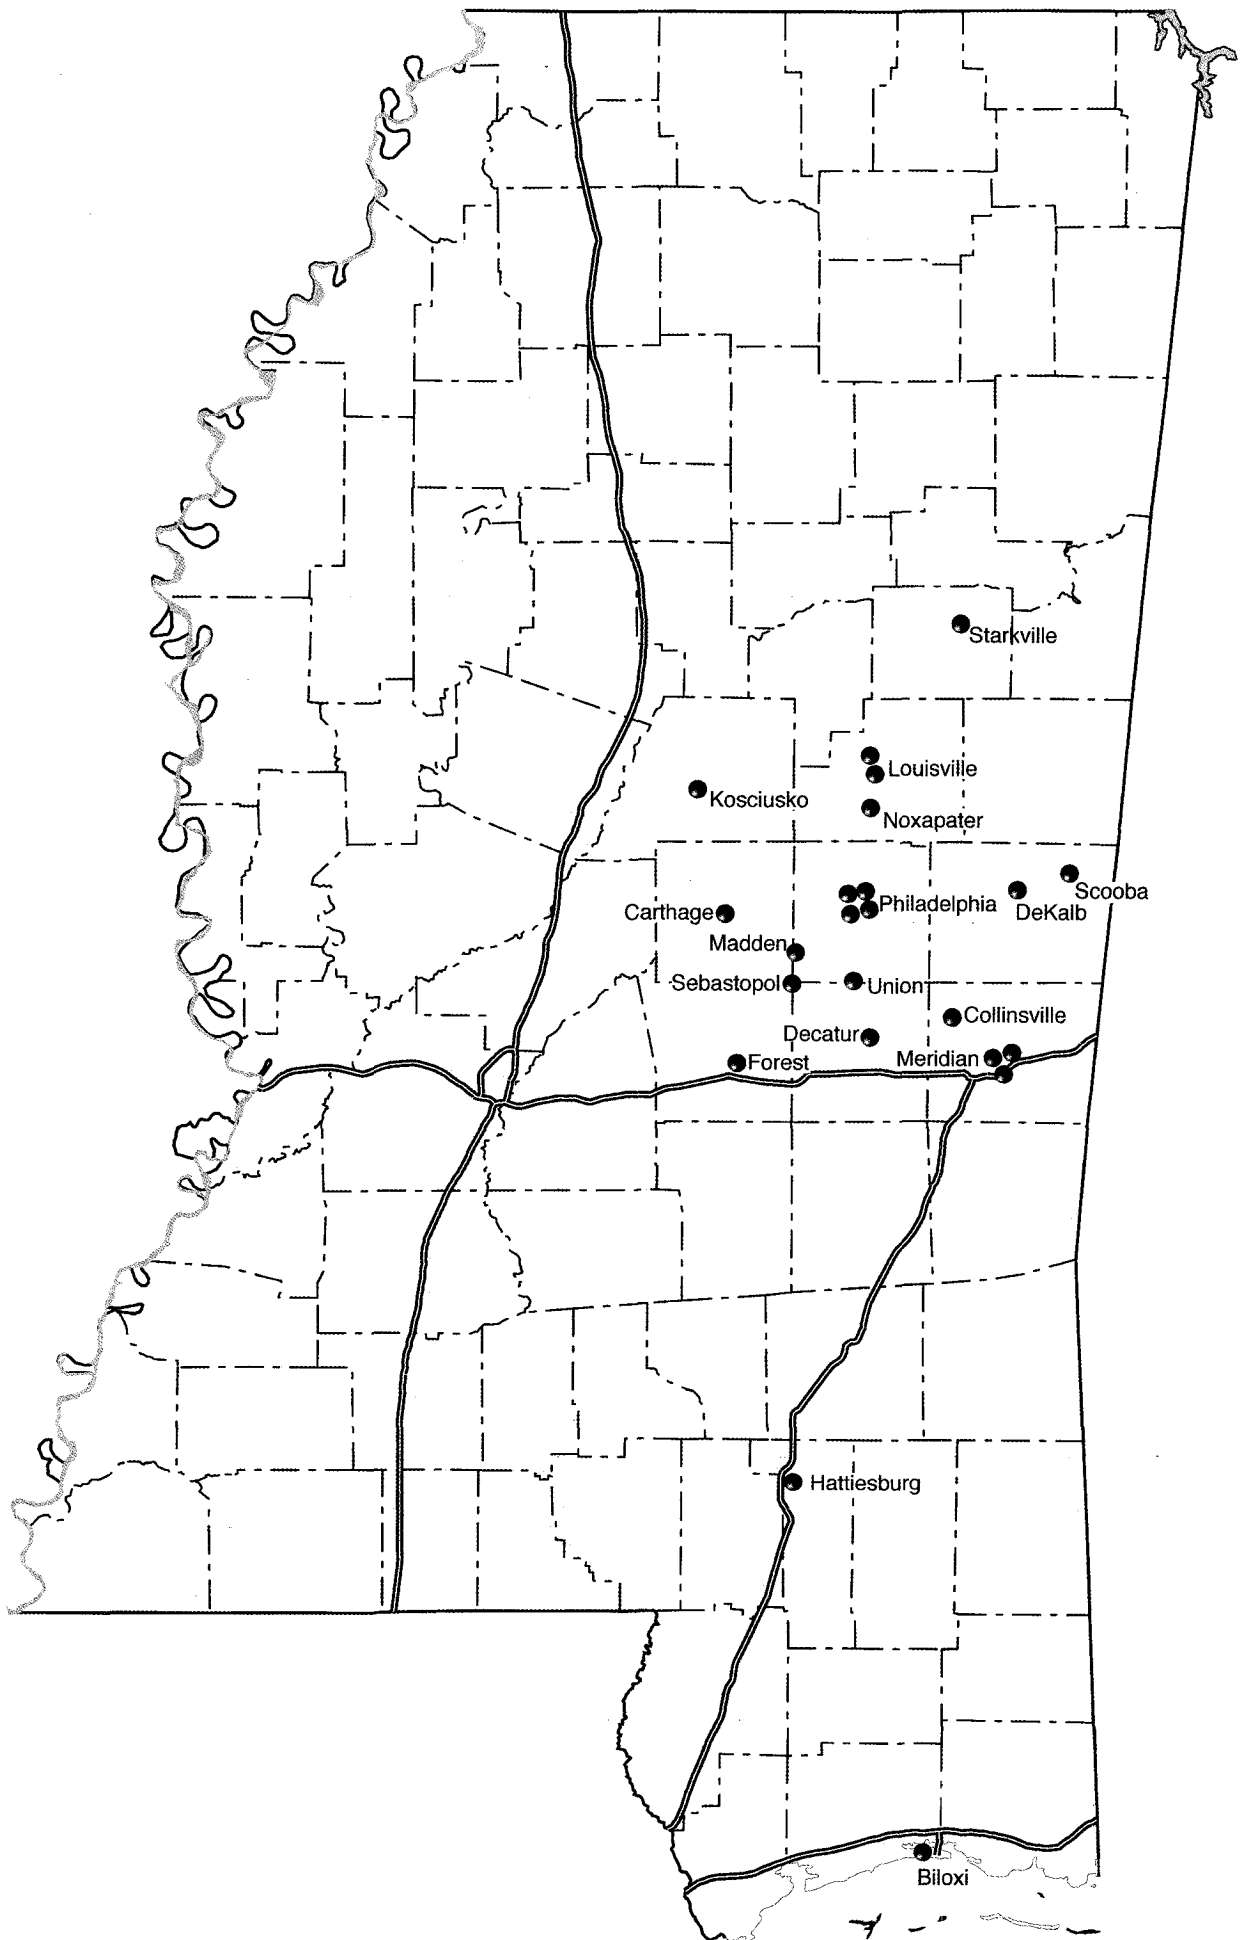 Starkville
Louisville
Kosciusko
Noxapater
Scooba
Philadelphia
Carthage
DeKalb
Madden
Sebastopol
Union
Collinsville
Decatur
Meridian
Forest
Hattiesburg
Biloxi